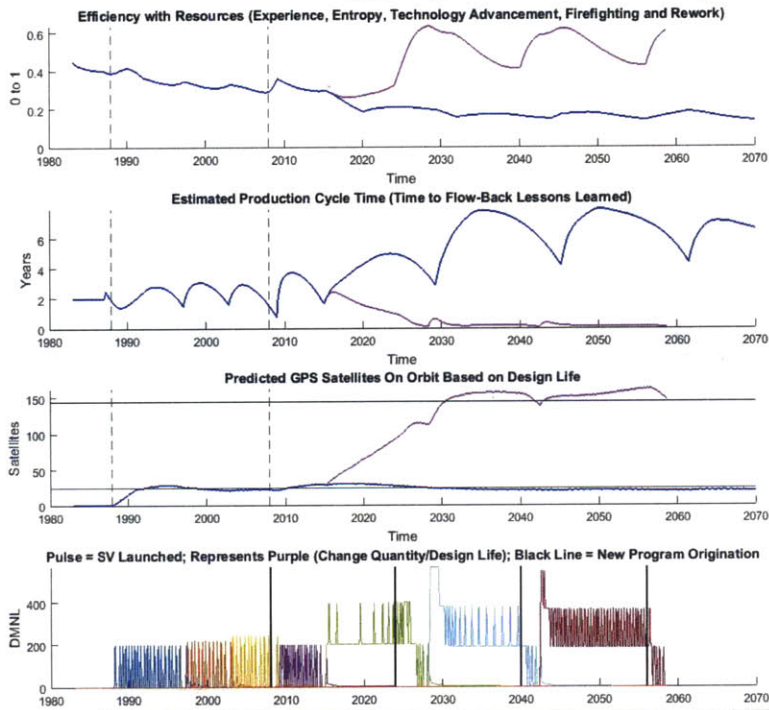 Efficiency with Resources (Experience, Entropy, Technology Advancement, Firefighting and Rework)
0 to 1
0.6
0.4
0.2
0
1980 1990 2000 2010 2020 2030 2040 2050 2060 2070
Time
Estimated Production Cycle Time (Time to Flow-Back Lessons Learned)
Years
6
4
2
0
1980 1990 2000 2010 2020 2030 2040 2050 2060 2070
Time
Predicted GPS Satellites On Orbit Based on Design Life
Satellites
150
100
50
0
1980 1990 2000 2010 2020 2030 2040 2050 2060 2070
Time
Pulse = SV Launched; Represents Purple (Change Quantity/Design Life); Black Line = New Program Origination
DMNL
400
200
0
1980 1990 2000 2010 2020 2030 2040 2050 2060 2070